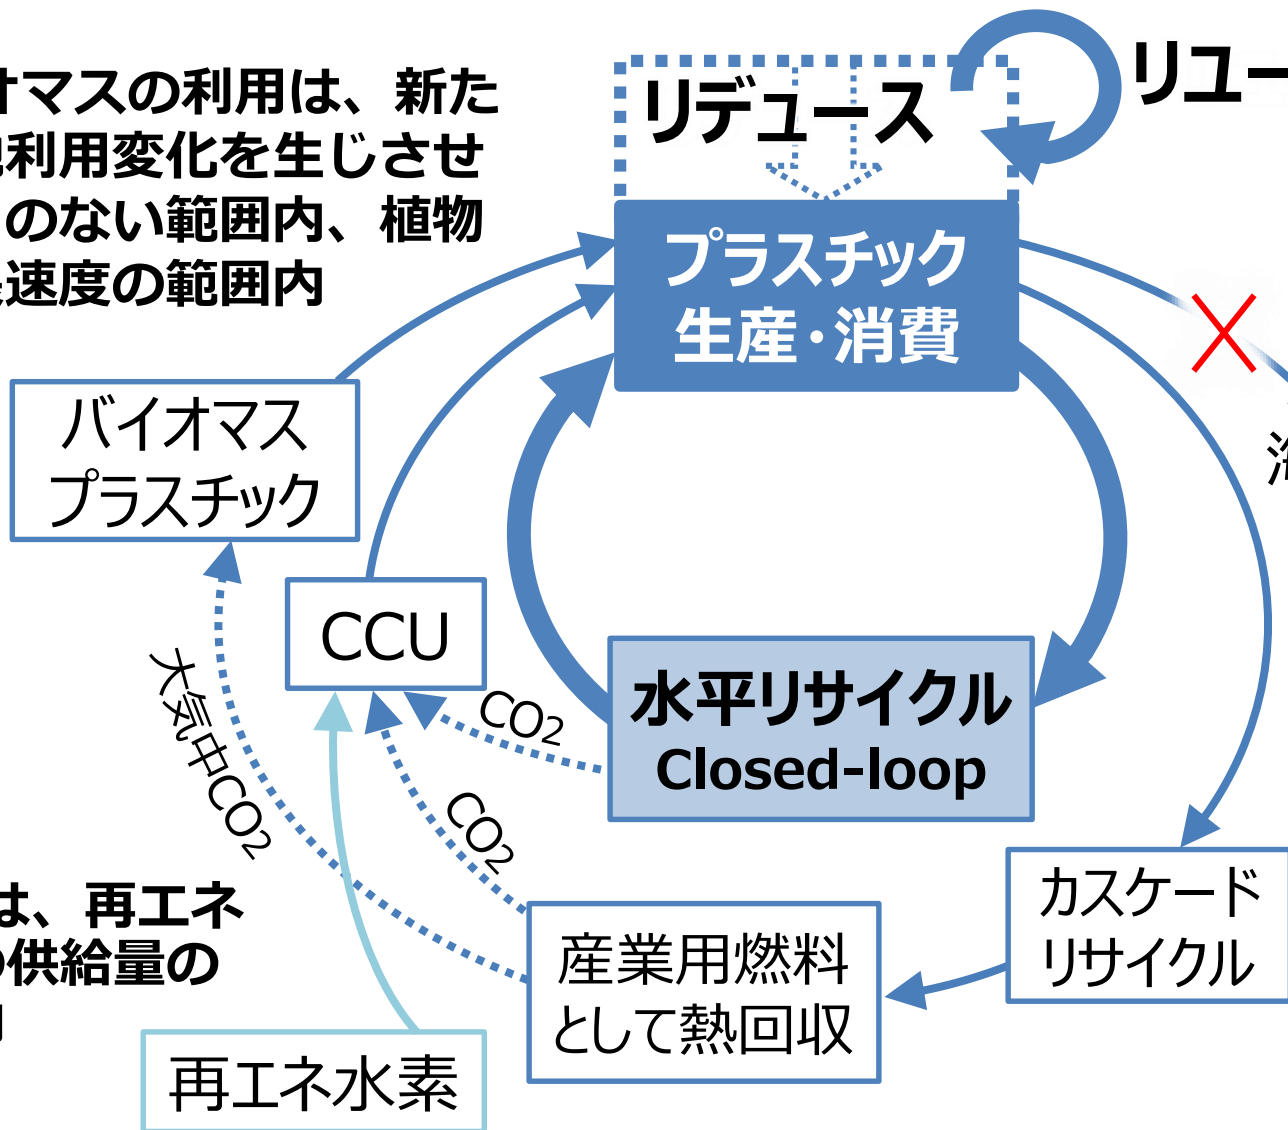 オマスの利用は、新た
利用変化を生じさせ
のない範囲内、植物
速度の範囲内
リデュース
リユー
プラスチック
生産・消費
バイオマス
プラスチック
CCU
水平リサイクル
Closed-loop
CO2
CO2
大気中CO2
カスケード
リサイクル
産業用燃料
として熱回収
は、再エネ
供給量の
再エネ水素